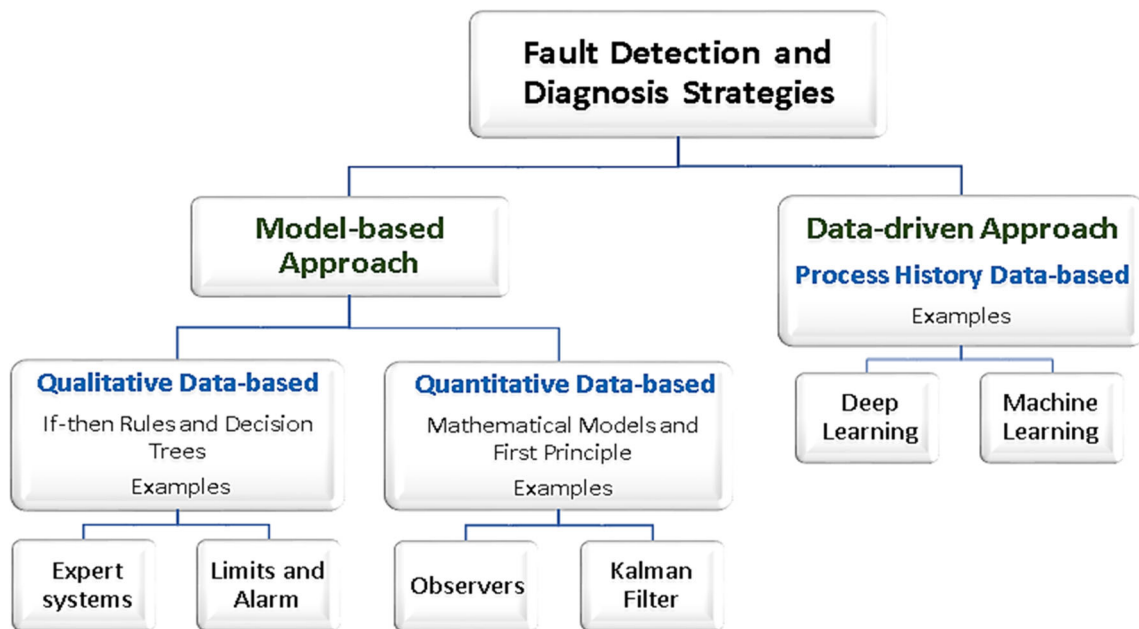 Fault Detection and
Diagnosis Strategies
Model-based
Approach
Data-driven Approach
Process History Data-based
Examples
Qualitative Data-based
If-then Rules and Decision
Trees
Examples
Quantitative Data-based
Mathematical Models and
First Principle
Examples
Deep
Learning
Machine
Learning
Expert
systems
Limits and
Alarm
Observers
Kalman
Filter